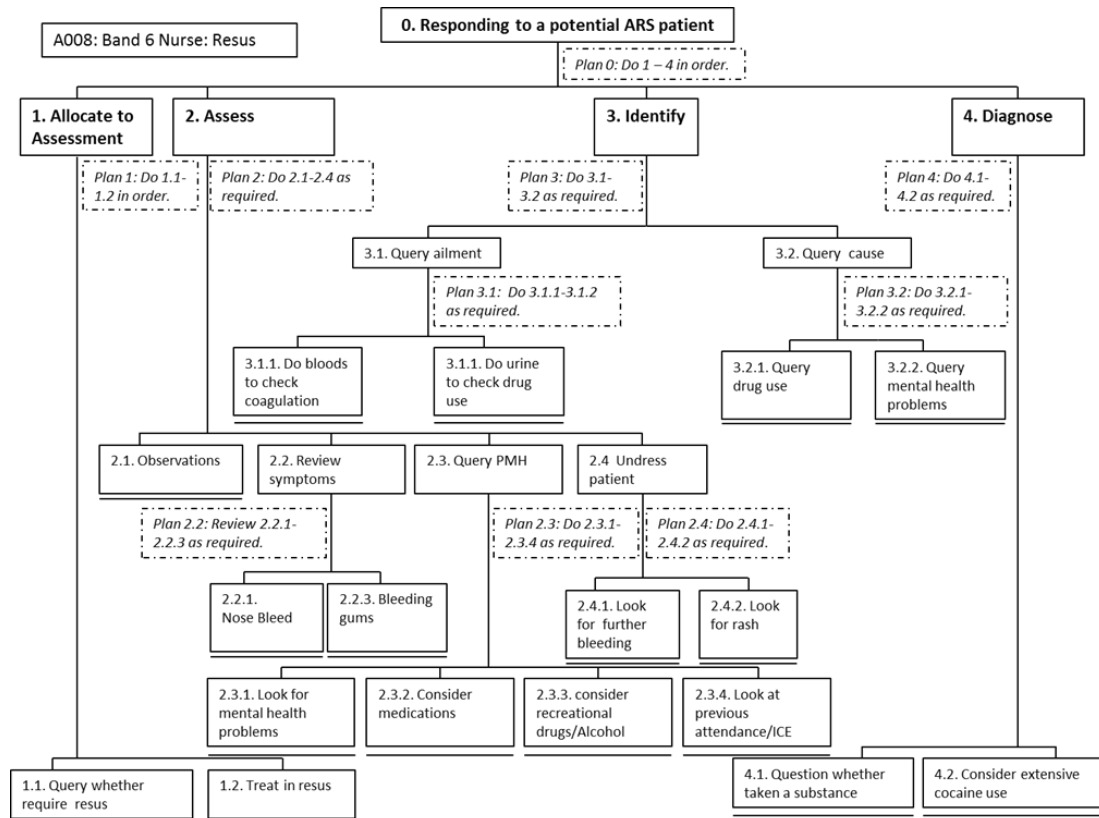 0. Responding to a potential ARS patient
A008: Band 6 Nurse: Resus
Plan 0: Do 1 – 4 in order.
1. Allocate to
Assessment
2. Assess
3. Identify
4. Diagnose
Plan 1: Do 1.1-
1.2 in order.
Plan 2: Do 2.1-2.4 as
required.
Plan 3: Do 3.1-
3.2 as required.
Plan 4: Do 4.1-
4.2 as required.
3.1. Query ailment
3.2. Query cause
Plan 3.1: Do 3.1.1-3.1.2
as required.
Plan 3.2: Do 3.2.1-
3.2.2 as required.
3.1.1. Do bloods
to check
coagulation
3.1.1. Do urine
to check drug
use
3.2.1. Query
drug use
3.2.2. Query
mental health
problems
2.1. Observations
2.2. Review
symptoms
2.3. Query PMH
2.4 Undress
patient
Plan 2.2: Review 2.2.1-
2.2.3 as required.
Plan 2.3: Do 2.3.1-
2.3.4 as required.
Plan 2.4: Do 2.4.1-
2.4.2 as required.
2.2.1.
Nose Bleed
2.2.3. Bleeding
gums
2.4.1. Look
for further
bleeding
2.4.2. Look
for rash
2.3.1. Look for
mental health
problems
2.3.2. Consider
medications
2.3.3. consider
recreational
drugs/Alcohol
2.3.4. Look at
previous
attendance/ICE
1.1. Query whether
require resus
1.2. Treat in resus
4.1. Question whether
taken a substance
4.2. Consider extensive
cocaine use